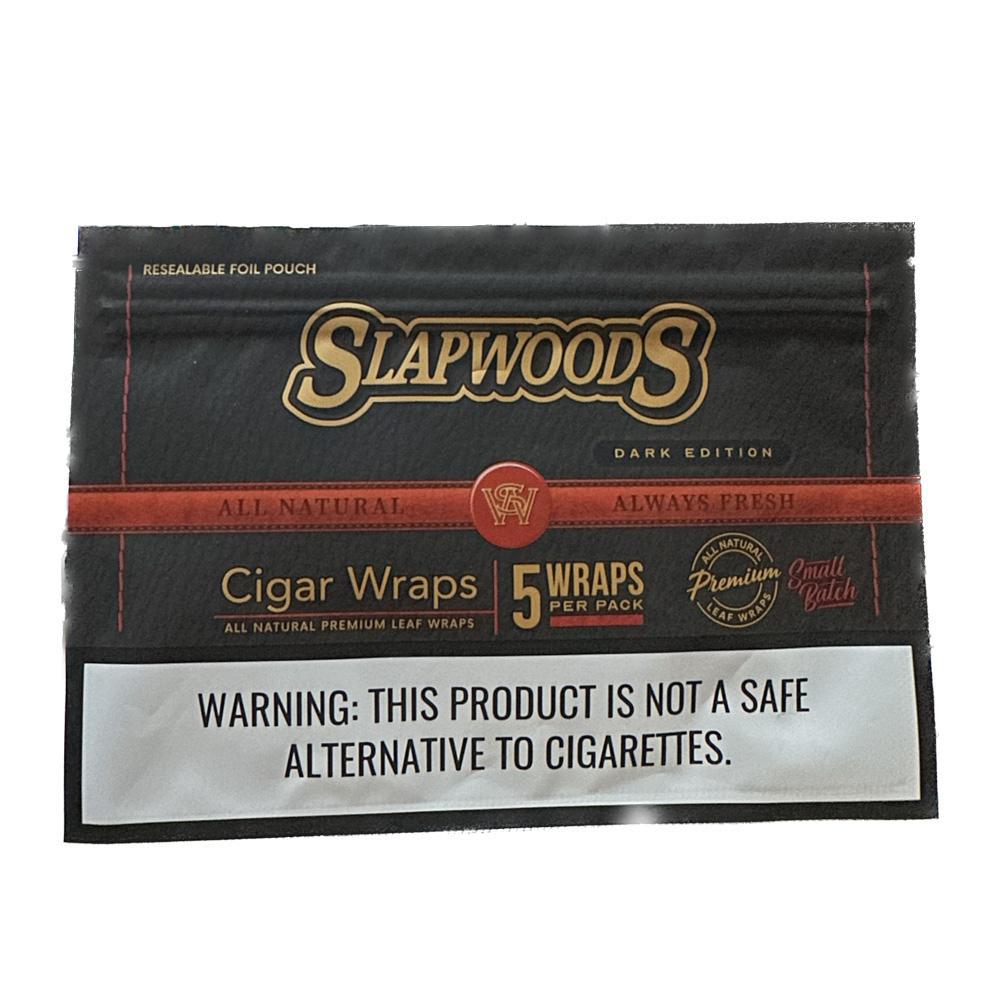 RESEALABLE FOIL POUCH
SLAPWOODS
DARK EDITION
ALL NATURAL
SW
ALWAYS FRESH
Cigar Wraps
ALL NATURAL PREMIUM LEAF WRAPS
5 WRAPS
PER PACK
ALL NATURAL
Premium
LEAF WRAPS
Small
Batch
WARNING: THIS PRODUCT IS NOT A SAFE
ALTERNATIVE TO CIGARETTES.